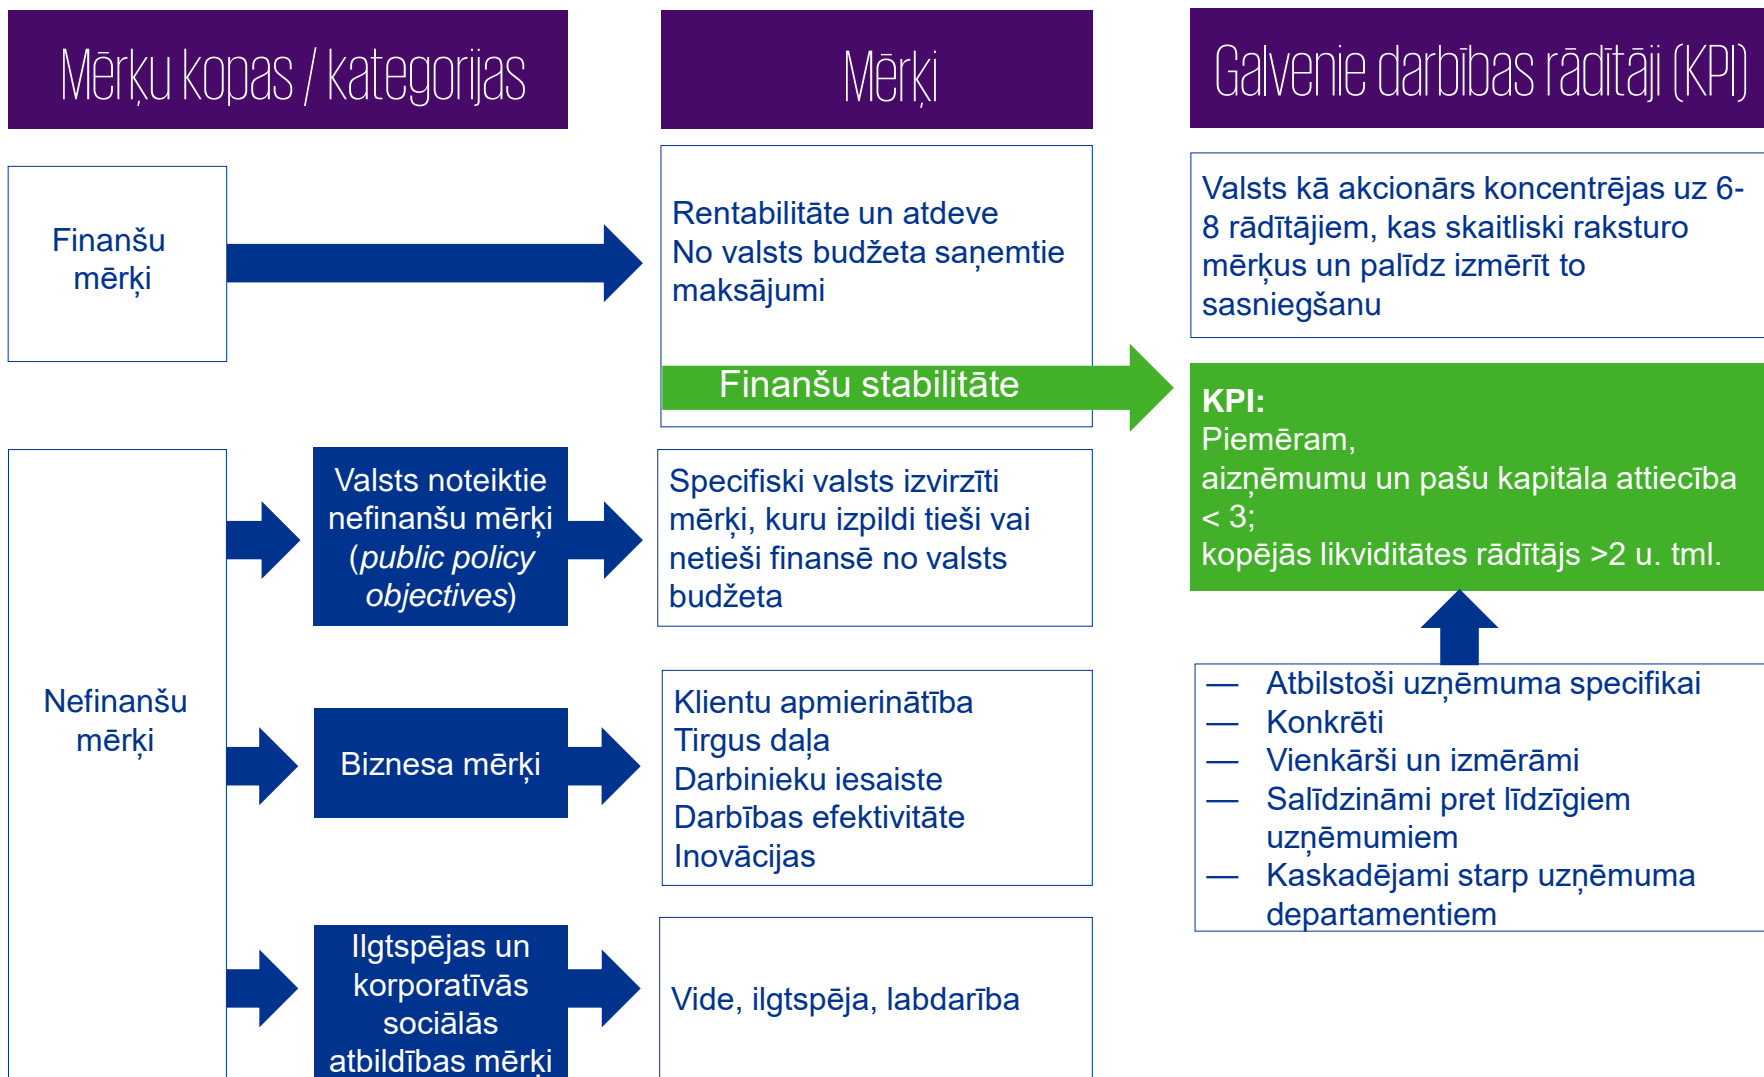 Mērķu kopas / kategorijas
Mērķi
Galvenie darbības rādītāji (KPI)
Finanšu
mērķi
Rentabilitāte un atdeve
No valsts budžeta saņemtie
maksājumi
Finanšu stabilitāte
Valsts kā akcionārs koncentrējas uz 6-
8 rādītājiem, kas skaitliski raksturo
mērķus un palīdz izmērīt to
sasniegšanu
KPI:
Piemēram,
aizņēmumu un pašu kapitāla attiecība
< 3;
kopējās likviditātes rādītājs >2 u. tml.
Nefinanšu
mērķi
Valsts noteiktie
nefinanšu mērķi
(public policy
objectives)
Specifiski valsts izvirzīti
mērķi, kuru izpildi tieši vai
netieši finansē no valsts
budžeta
Biznesa mērķi
Klientu apmierinātība
Tirgus daļa
Darbinieku iesaiste
Darbības efektivitāte
Inovācijas
Ilgtspējas un
korporatīvās
sociālās
atbildības mērķi
Vide, ilgtspēja, labdarība
— Atbilstoši uzņēmuma specifikai
— Konkrēti
— Vienkārši un izmērāmi
— Salīdzināmi pret līdzīgiem
uzņēmumiem
— Kaskadējami starp uzņēmuma
departamentiem